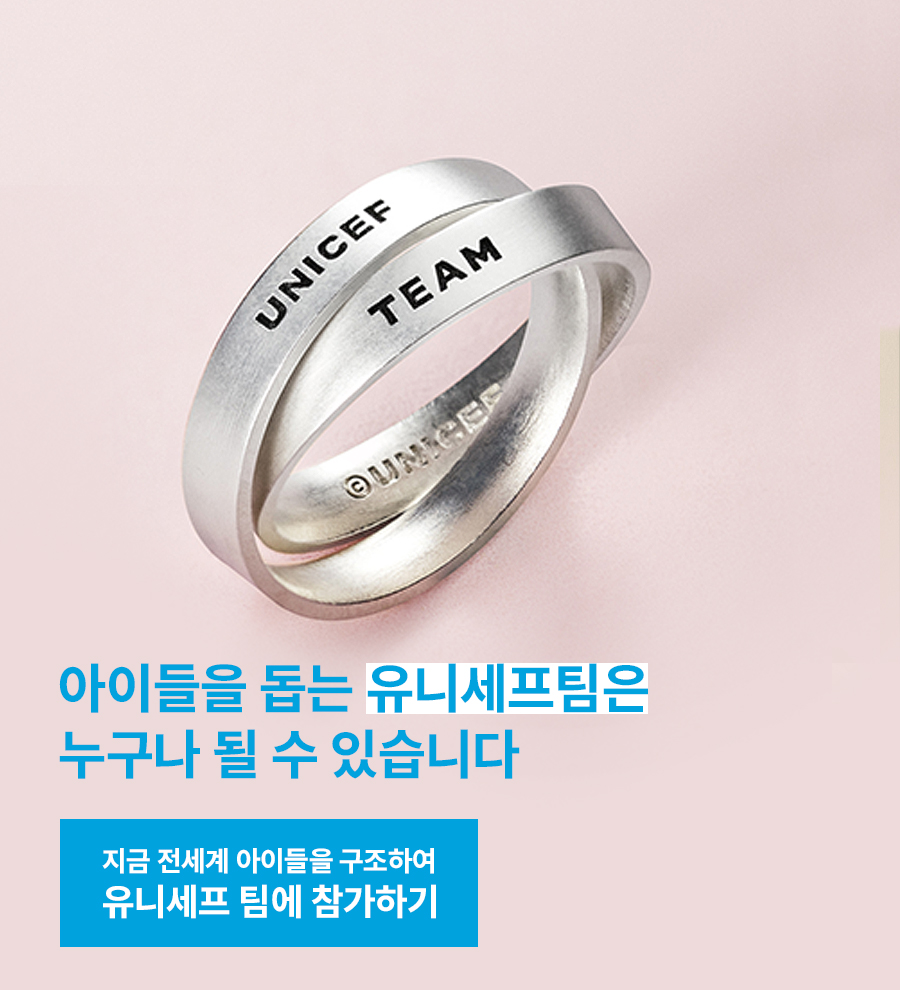 UNICEF
TEAM
©UNICEF
아이들을 돕는 유니세프팀은
누구나 될 수 있습니다
지금 전세계 아이들을 구조하여
유니세프 팀에 참가하기